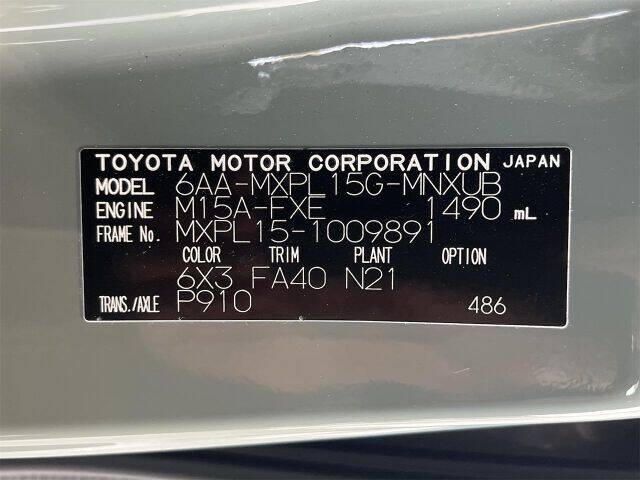 TOYOTA MOTOR CORPORATION JAPAN
MODEL 6AA-MXPL15G-MNXUB
ENGINE M15A-FXE 1490 mL
FRAME No. MXPL15-1009891
COLOR TRIM PLANT OPTION
6X3 FA40 N21
TRANS./AXLE P910 486